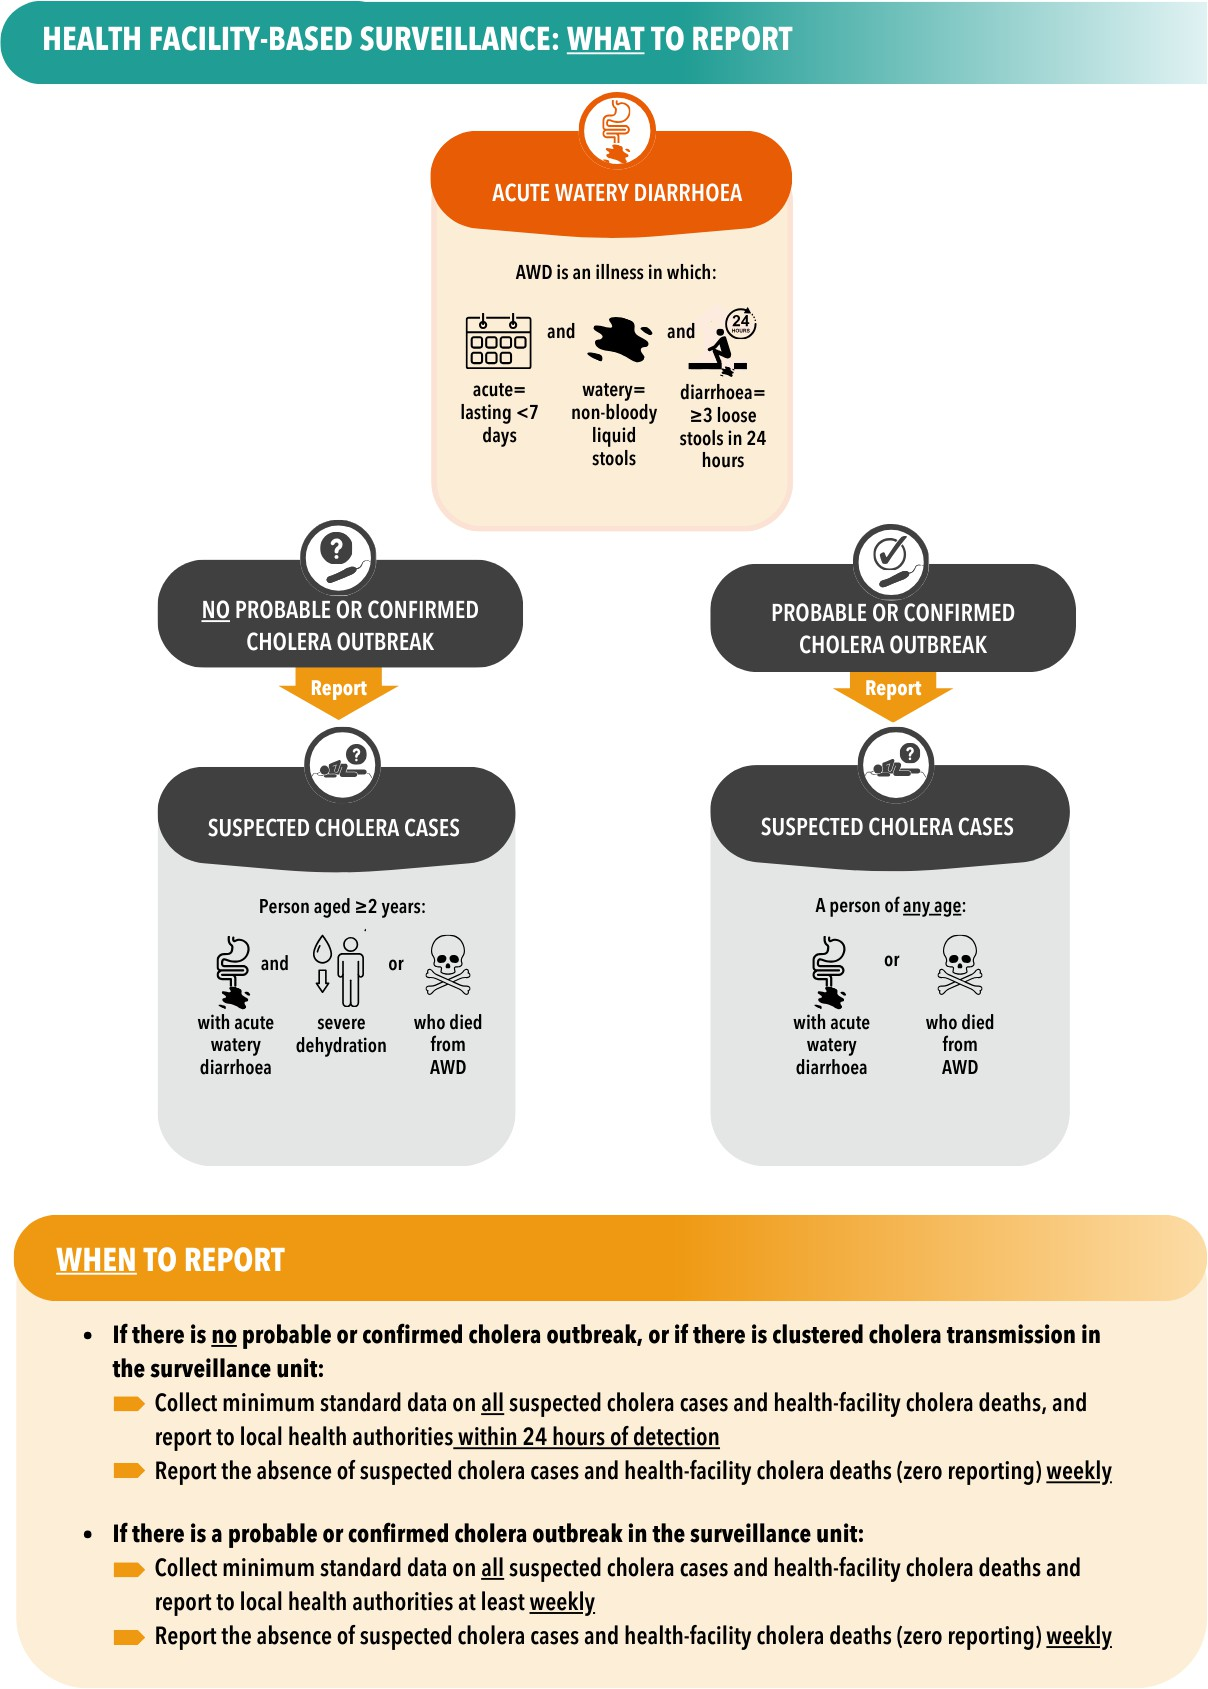 HEALTH FACILITY-BASED SURVEILLANCE: WHAT TO REPORT
ACUTE WATERY DIARRHOEA
AWD is an illness in which:
and
and
24
HOURS
acute=
lasting <7
days
watery=
non-bloody
liquid
stools
diarrhoea=
≥3 loose
stools in 24
hours
?
NO PROBABLE OR CONFIRMED
CHOLERA OUTBREAK
Report
?
SUSPECTED CHOLERA CASES
Person aged ≥2 years:
and
or
with acute
watery
diarrhoea
severe
dehydration
who died
from
AWD
PROBABLE OR CONFIRMED
CHOLERA OUTBREAK
Report
?
SUSPECTED CHOLERA CASES
A person of any age:
or
with acute
watery
diarrhoea
who died
from
AWD
WHEN TO REPORT
• If there is no probable or confirmed cholera outbreak, or if there is clustered cholera transmission in
the surveillance unit:
Collect minimum standard data on all suspected cholera cases and health-facility cholera deaths, and
report to local health authorities within 24 hours of detection
Report the absence of suspected cholera cases and health-facility cholera deaths (zero reporting) weekly
• If there is a probable or confirmed cholera outbreak in the surveillance unit:
Collect minimum standard data on all suspected cholera cases and health-facility cholera deaths and
report to local health authorities at least weekly
Report the absence of suspected cholera cases and health-facility cholera deaths (zero reporting) weekly